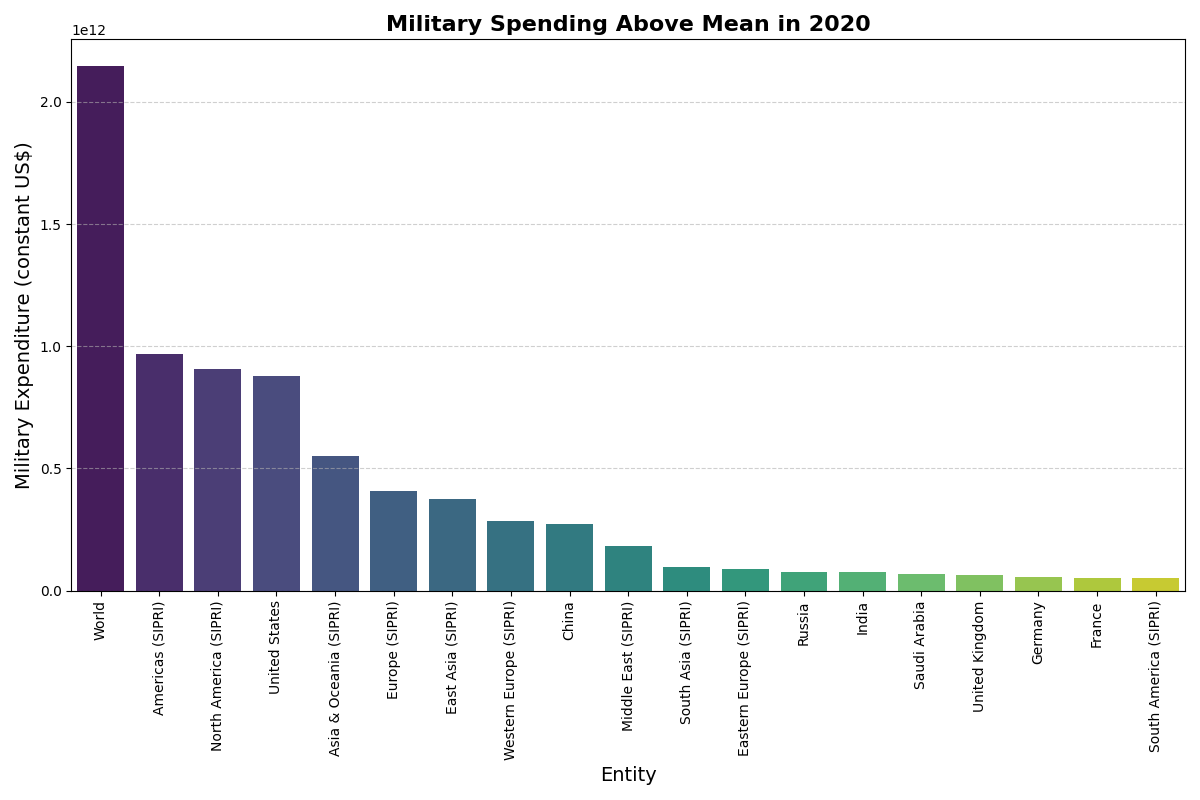 Military Spending Above Mean in 2020
1e12
2.0
1.5
1.0
0.5
0.0
Military Expenditure (constant US$)
World
Americas (SIPRI)
North America (SIPRI)
United States
Asia & Oceania (SIPRI)
Europe (SIPRI)
East Asia (SIPRI)
Western Europe (SIPRI)
China
Middle East (SIPRI)
South Asia (SIPRI)
Eastern Europe (SIPRI)
Russia
India
Saudi Arabia
United Kingdom
Germany
France
South America (SIPRI)
Entity